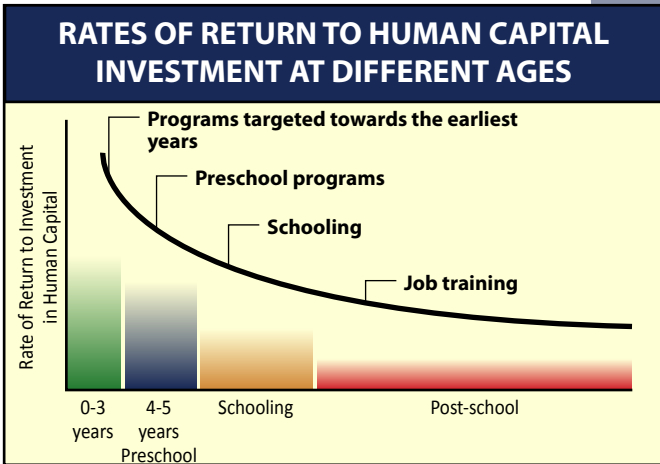 RATES OF RETURN TO HUMAN CAPITAL
INVESTMENT AT DIFFERENT AGES
Programs targeted towards the earliest
years
Preschool programs
Schooling
Job training
Rate of Return to Investment
in Human Capital
0-3
years
4-5
years
Preschool
Schooling
Post-school